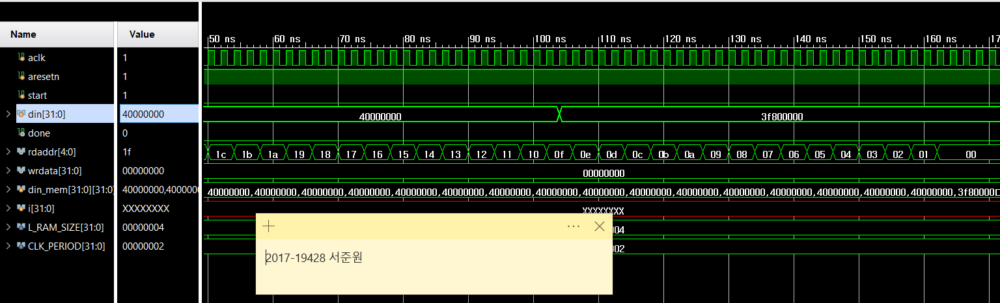 Name Value
50 ns 60 ns 70 ns 80 ns 90 ns 100 ns 110 ns 120 ns 130 ns 140 ns 150 ns 160 ns 17
aclk 1
aresetn 1
start 1
din[31:0] 40000000 40000000 3f800000
done 0
rdaddr[4:0] 1f 1c 1b 1a 19 18 17 16 15 14 13 12 11 10 0f 0e 0d 0c 0b 0a 09 08 07 06 05 04 03 02 01 00
wrdata[31:0] 00000000 00000000
din_mem[31:0][31:0] 40000000,4000000 40000000,40000000,40000000,40000000,40000000,40000000,40000000,40000000,40000000,40000000,40000000,40000000,40000000,40000000,40000000,40000000,3f80000
i[31:0] XXXXXXXX XXXXXXXX
L_RAM_SIZE[31:0] 00000004 004
CLK_PERIOD[31:0] 00000002 002
2017-19428 서준원